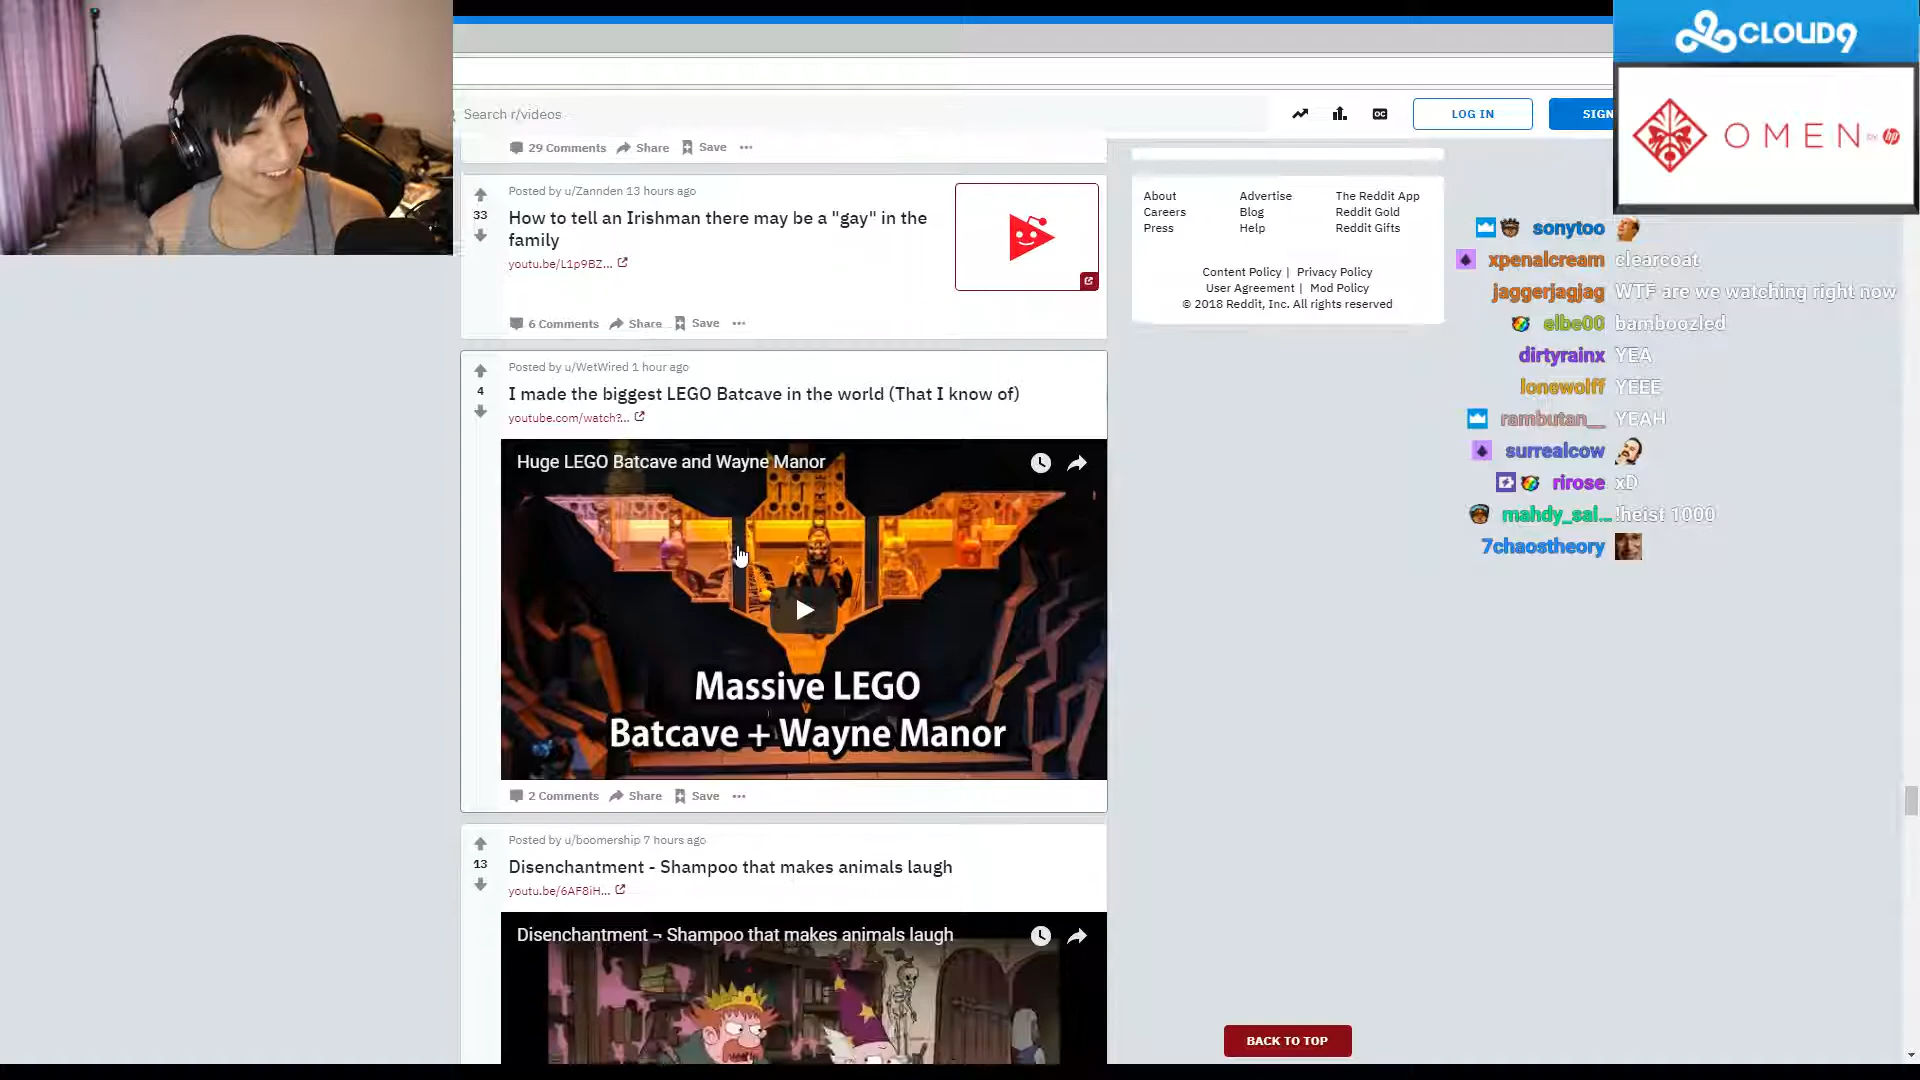 Search r/videos
LOG IN
SIGN
CLOUD9
OMEN by hp
29 Comments
Share
Save
Posted by u/Zannden 13 hours ago
33
How to tell an Irishman there may be a "gay" in the
family
youtu.be/L1p9BZ...
6 Comments
Share
Save
Posted by u/WetWired 1 hour ago
4
I made the biggest LEGO Batcave in the world (That I know of)
youtube.com/watch?...
Huge LEGO Batcave and Wayne Manor
Massive LEGO
Batcave + Wayne Manor
2 Comments
Share
Save
Posted by u/boomership 7 hours ago
13
Disenchantment - Shampoo that makes animals laugh
youtu.be/6AF8iH...
Disenchantment ¬ Shampoo that makes animals laugh
About
Advertise
The Reddit App
Careers
Blog
Reddit Gold
Press
Help
Reddit Gifts
Content Policy | Privacy Policy
User Agreement | Mod Policy
© 2018 Reddit, Inc. All rights reserved
BACK TO TOP
sonytoo
xpenalcream clearcoat
jaggerjagjag WTF are we watching right now
elbe00 bamboozled
dirtyrainx YEA
lonewolff YEEE
rambutan__ YEAH
surrealcow
rirose xD
mahdy_sal... !heist 1000
7chaostheory